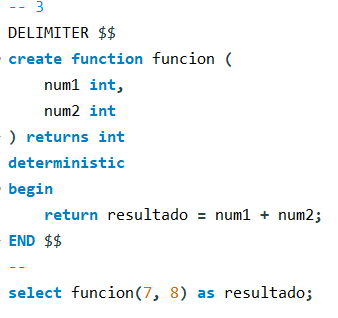 -- 3
DELIMITER $$
create function funcion (
    num1 int,
    num2 int
) returns int
deterministic
begin
    return resultado = num1 + num2;
END $$
--
select funcion(7, 8) as resultado;